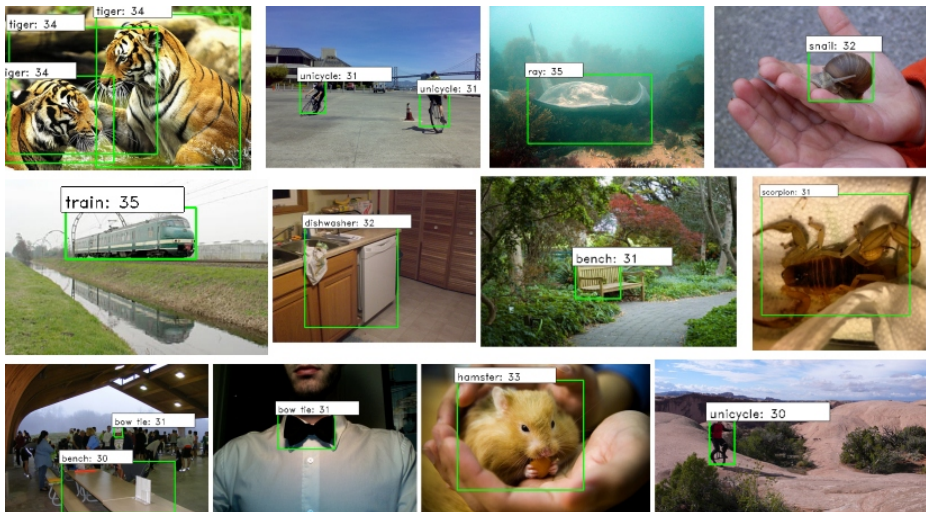 tiger: 34
tiger: 34
tiger: 34
unicycle: 31
unicycle: 31
ray: 35
snail: 32
train: 35
dishwasher: 32
bench: 31
scorpion: 31
bow tie: 31
bench: 30
bow tie: 31
hamster: 33
unicycle: 30